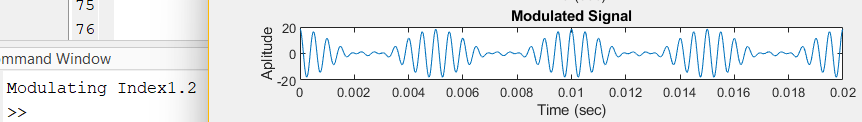 75
76
ommand Window
Modulating Index1.2
>>
Modulated Signal
Aplitude
20
0
-20
0 0.002 0.004 0.006 0.008 0.01 0.012 0.014 0.016 0.018 0.02
Time (sec)